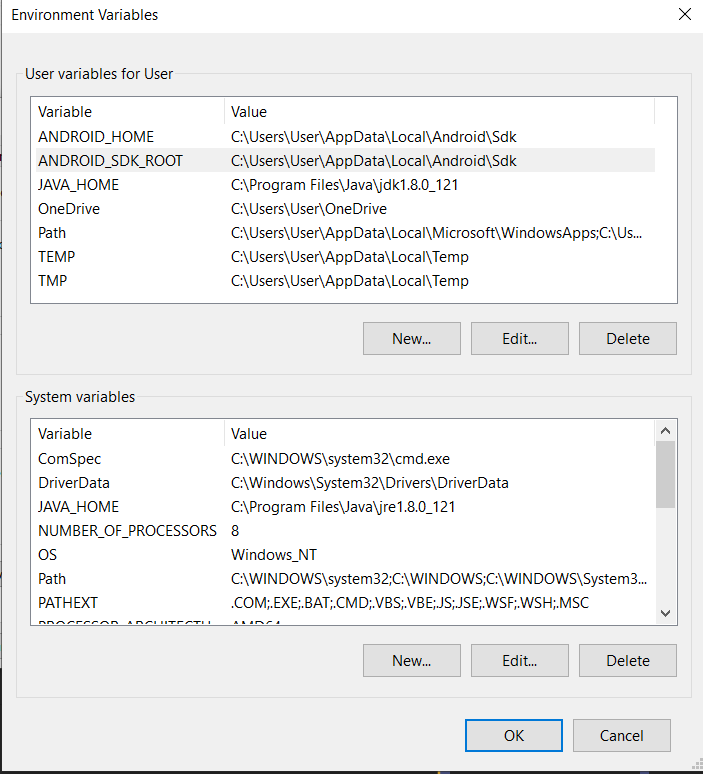 Environment Variables
User variables for User
Variable Value
ANDROID_HOME C:\Users\User\AppData\Local\Android\Sdk
ANDROID_SDK_ROOT C:\Users\User\AppData\Local\Android\Sdk
JAVA_HOME C:\Program Files\Java\jdk1.8.0_121
OneDrive C:\Users\User\OneDrive
Path C:\Users\User\AppData\Local\Microsoft\WindowsApps;C:\Us...
TEMP C:\Users\User\AppData\Local\Temp
TMP C:\Users\User\AppData\Local\Temp
New... Edit... Delete
System variables
Variable Value
ComSpec C:\WINDOWS\system32\cmd.exe
DriverData C:\Windows\System32\Drivers\DriverData
JAVA_HOME C:\Program Files\Java\jre1.8.0_121
NUMBER_OF_PROCESSORS 8
OS Windows_NT
Path C:\WINDOWS\system32;C:\WINDOWS;C:\WINDOWS\System3...
PATHEXT .COM;.EXE;.BAT;.CMD;.VBS;.VBE;.JS;.JSE;.WSF;.WSH;.MSC
New... Edit... Delete
OK Cancel